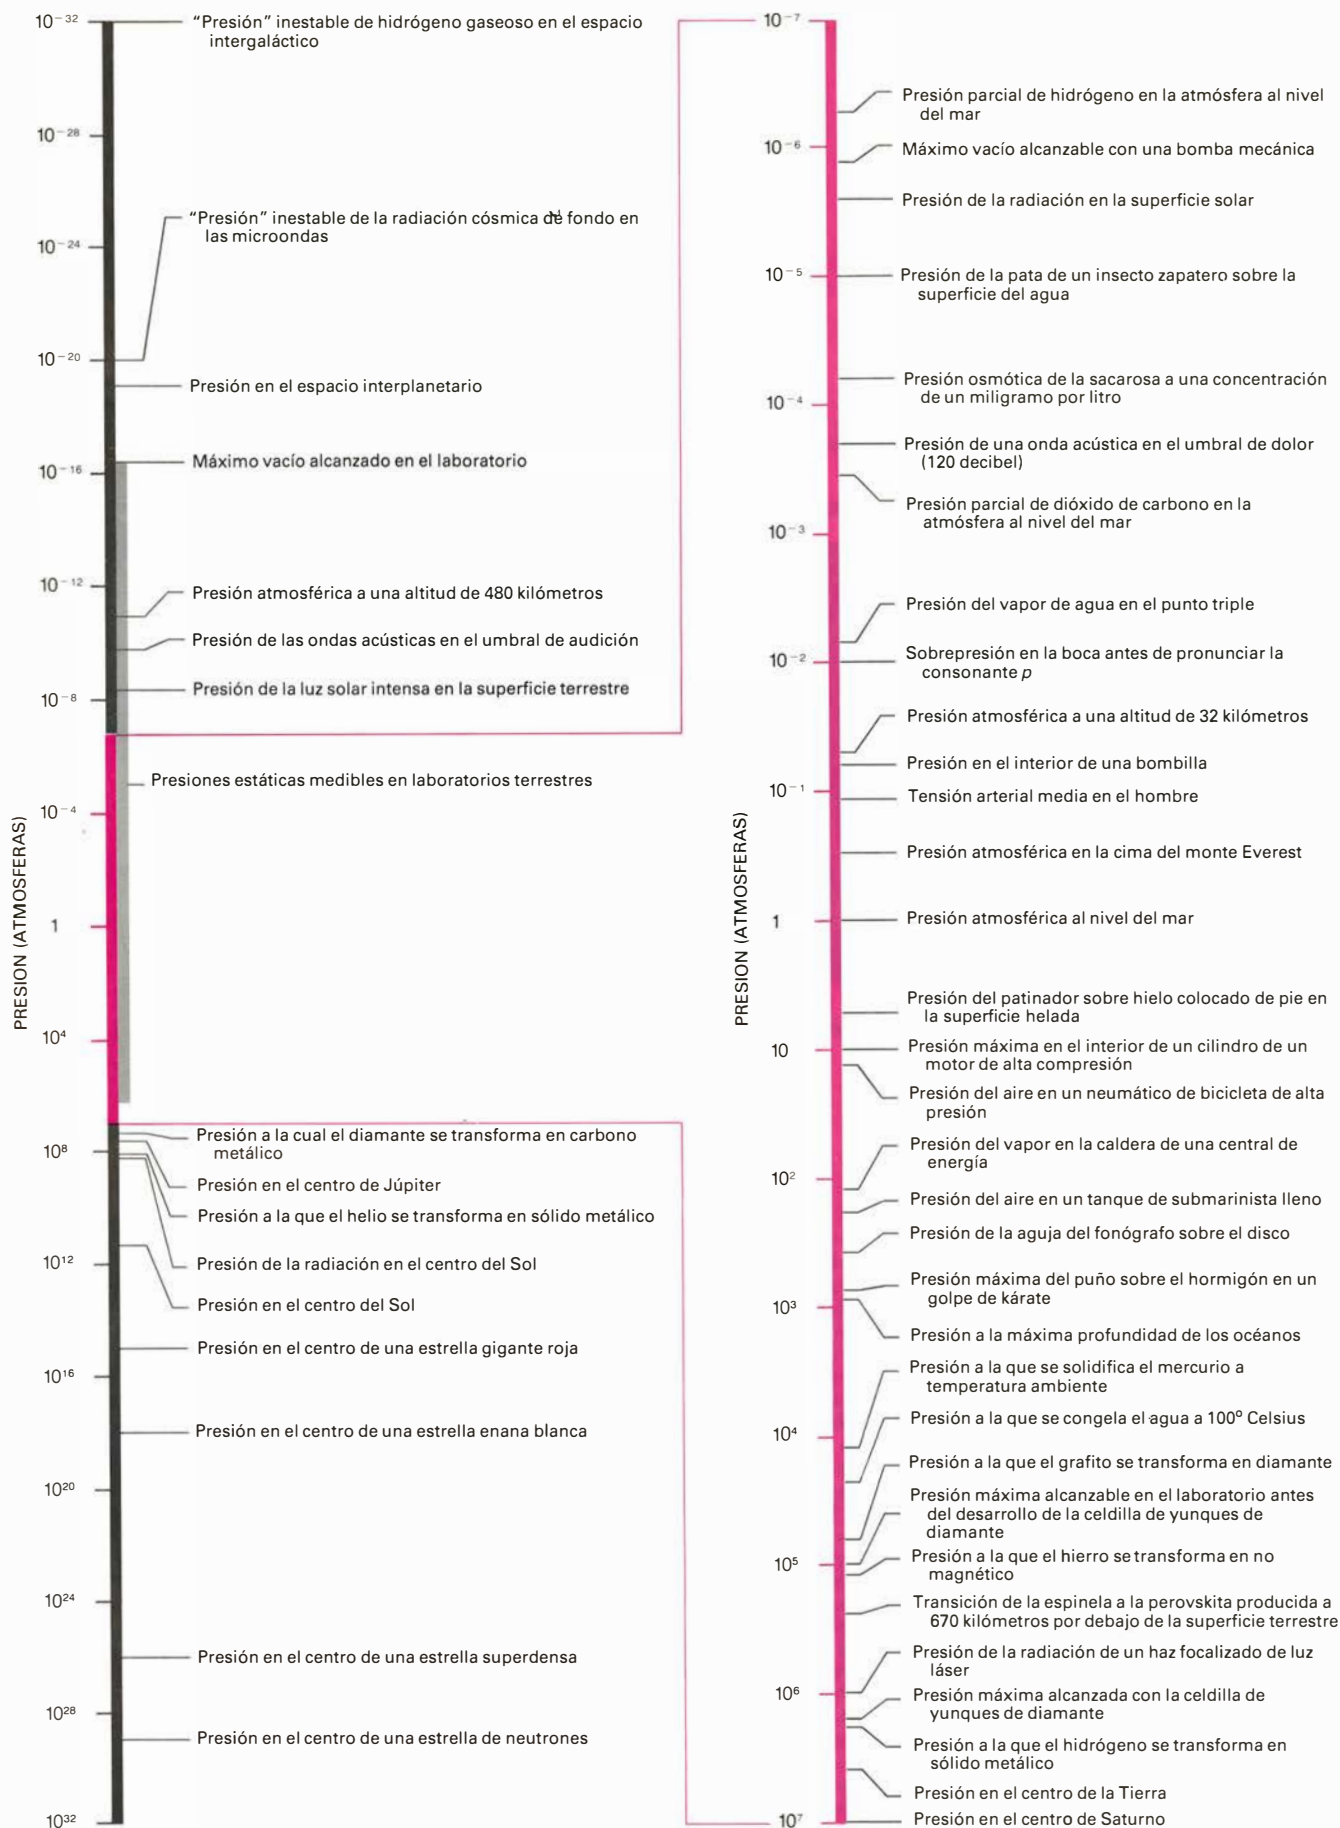 PRESION (ATMOSFERAS)
10⁻³²
10⁻²⁸
10⁻²⁴
10⁻²⁰
10⁻¹⁶
10⁻¹²
10⁻⁸
10⁻⁴
1
10⁴
10⁸
10¹²
10¹⁶
10²⁰
10²⁴
10²⁸
10³²
“Presión” inestable de hidrógeno gaseoso en el espacio
intergaláctico
“Presión” inestable de la radiación cósmica de fondo en
las microondas
Presión en el espacio interplanetario
Máximo vacío alcanzado en el laboratorio
Presión atmosférica a una altitud de 480 kilómetros
Presión de las ondas acústicas en el umbral de audición
Presión de la luz solar intensa en la superficie terrestre
Presiones estáticas medibles en laboratorios terrestres
Presión a la cual el diamante se transforma en carbono
metálico
Presión en el centro de Júpiter
Presión a la que el helio se transforma en sólido metálico
Presión de la radiación en el centro del Sol
Presión en el centro del Sol
Presión en el centro de una estrella gigante roja
Presión en el centro de una estrella enana blanca
Presión en el centro de una estrella superdensa
Presión en el centro de una estrella de neutrones
PRESION (ATMOSFERAS)
10⁻⁷
10⁻⁶
10⁻⁵
10⁻⁴
10⁻³
10⁻²
10⁻¹
1
10
10²
10³
10⁴
10⁵
10⁶
10⁷
Presión parcial de hidrógeno en la atmósfera al nivel
del mar
Máximo vacío alcanzable con una bomba mecánica
Presión de la radiación en la superficie solar
Presión de la pata de un insecto zapatero sobre la
superficie del agua
Presión osmótica de la sacarosa a una concentración
de un miligramo por litro
Presión de una onda acústica en el umbral de dolor
(120 decibel)
Presión parcial de dióxido de carbono en la
atmósfera al nivel del mar
Presión del vapor de agua en el punto triple
Sobrepresión en la boca antes de pronunciar la
consonante p
Presión atmosférica a una altitud de 32 kilómetros
Presión en el interior de una bombilla
Tensión arterial media en el hombre
Presión atmosférica en la cima del monte Everest
Presión atmosférica al nivel del mar
Presión del patinador sobre hielo colocado de pie en
la superficie helada
Presión máxima en el interior de un cilindro de un
motor de alta compresión
Presión del aire en un neumático de bicicleta de alta
presión
Presión del vapor en la caldera de una central de
energía
Presión del aire en un tanque de submarinista lleno
Presión de la aguja del fonógrafo sobre el disco
Presión máxima del puño sobre el hormigón en un
golpe de kárate
Presión a la máxima profundidad de los océanos
Presión a la que se solidifica el mercurio a
temperatura ambiente
Presión a la que se congela el agua a 100º Celsius
Presión a la que el grafito se transforma en diamante
Presión máxima alcanzable en el laboratorio antes
del desarrollo de la celdilla de yunques de
diamante
Presión a la que el hierro se transforma en no
magnético
Transición de la espinela a la perovskita producida a
670 kilómetros por debajo de la superficie terrestre
Presión de la radiación de un haz focalizado de luz
láser
Presión máxima alcanzada con la celdilla de
yunques de diamante
Presión a la que el hidrógeno se transforma en
sólido metálico
Presión en el centro de la Tierra
Presión en el centro de Saturno